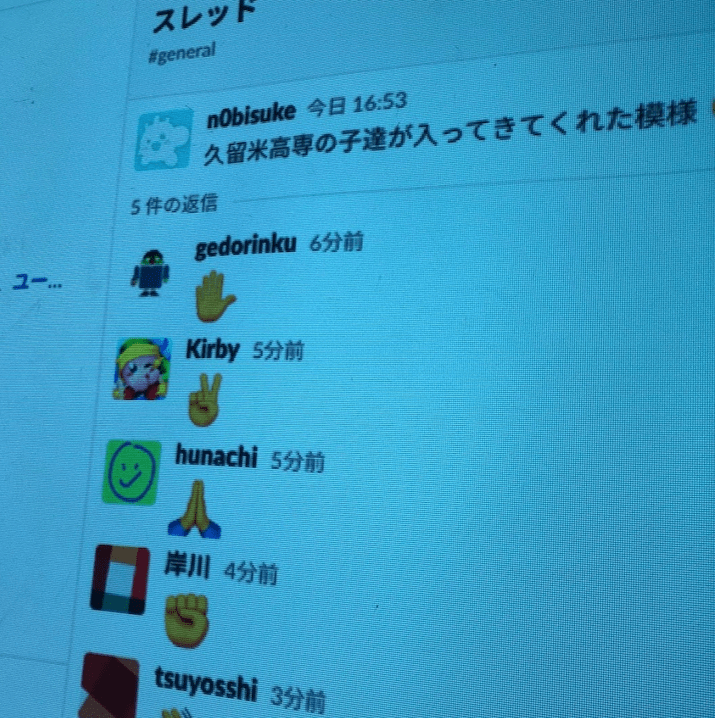 スレッド
#general
n0bisuke 今日 16:53
久留米高専の子達が入ってきてくれた模様
5 件の返信
gedorinku 6分前
✋
ユー...
Kirby 5分前
✌
hunachi 5分前
🙏
岸川 4分前
✊
tsuyosshi 3分前